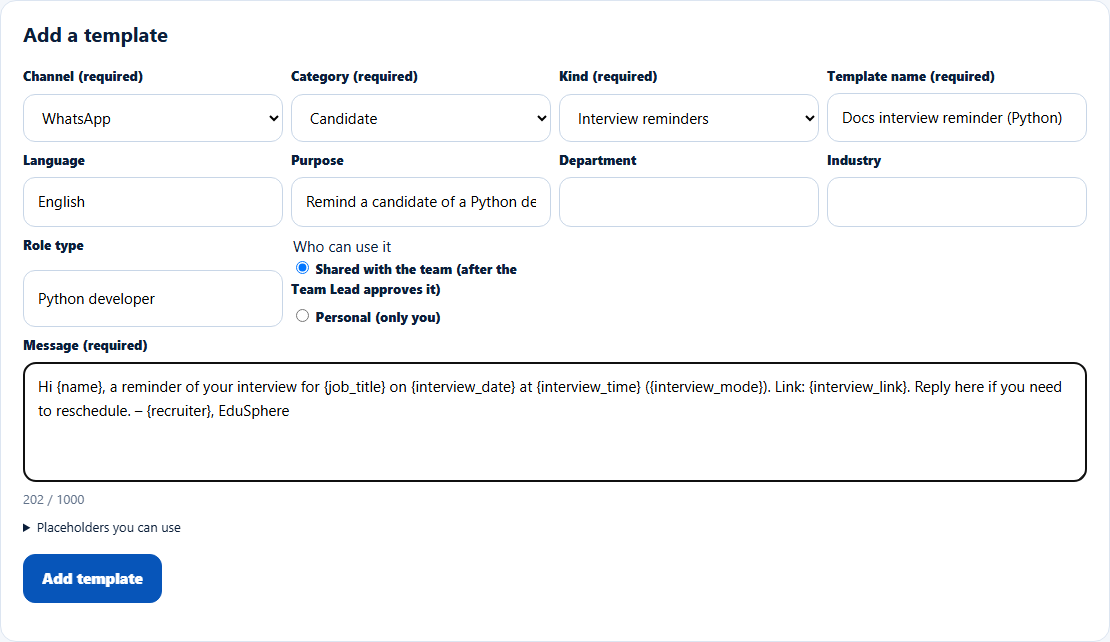 Add a template
Channel (required)
Category (required)
Kind (required)
Template name (required)
WhatsApp
Candidate
Interview reminders
Docs interview reminder (Python)
Language
Purpose
Department
Industry
English
Remind a candidate of a Python de
Role type
Who can use it
Shared with the team (after the
Team Lead approves it)
Python developer
Personal (only you)
Message (required)
Hi {name}, a reminder of your interview for {job_title} on {interview_date} at {interview_time} ({interview_mode}). Link: {interview_link}. Reply here if you need
to reschedule. – {recruiter}, EduSphere
202 / 1000
Placeholders you can use
Add template